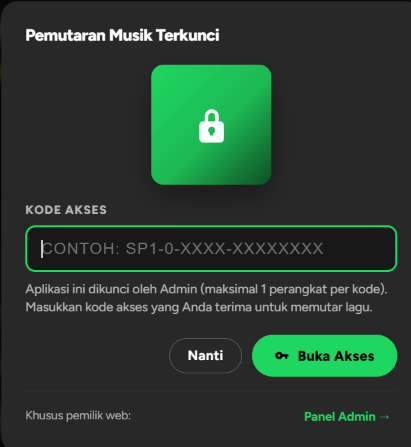 Pemutaran Musik Terkunci
KODE AKSES
CONTOH: SP1-0-XXXX-XXXXXXXX
Aplikasi ini dikunci oleh Admin (maksimal 1 perangkat per kode).
Masukkan kode akses yang Anda terima untuk memutar lagu.
Nanti
Buka Akses
Khusus pemilik web:
Panel Admin →